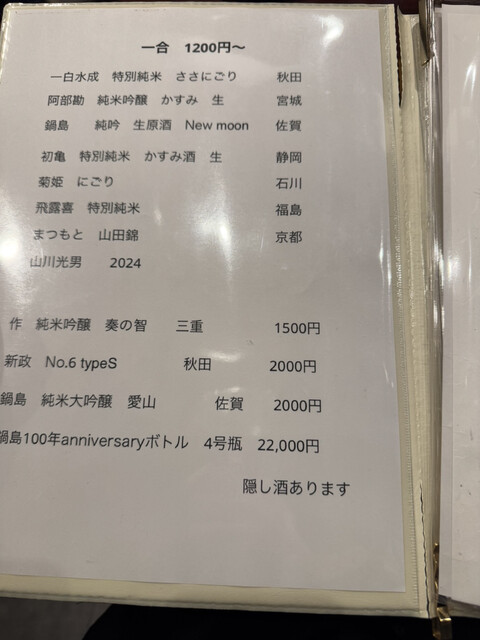 一合 1200円～
一白水成 特別純米 ささにごり 秋田
阿部勘 純米吟醸 かすみ 生 宮城
鍋島 純吟 生原酒 New moon 佐賀
初亀 特別純米 かすみ酒 生 静岡
菊姫 にごり 石川
飛露喜 特別純米 福島
まつもと 山田錦 京都
山川光男 2024
作 純米吟醸 奏の智 三重 1500円
新政 No.6 typeS 秋田 2000円
鍋島 純米大吟醸 愛山 佐賀 2000円
鍋島100年anniversaryボトル 4号瓶 22,000円
隠し酒あります